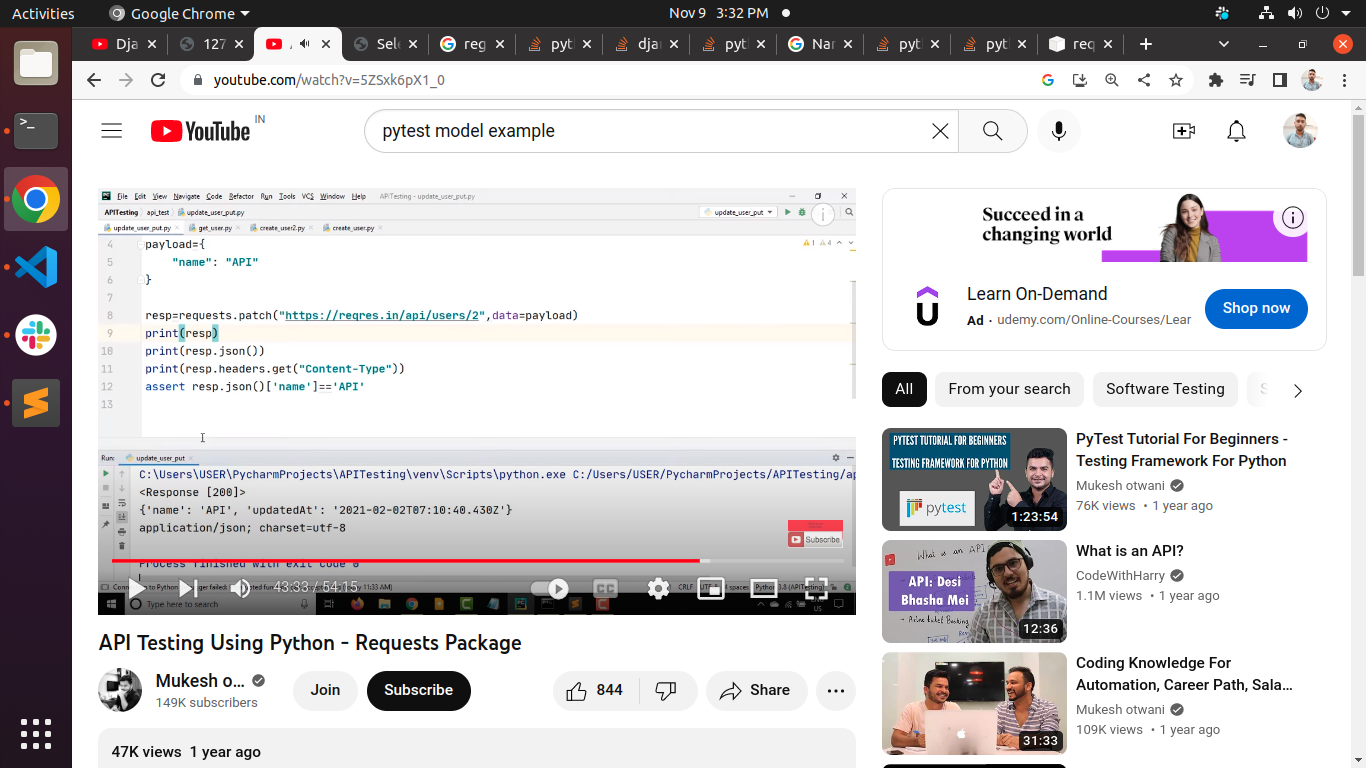 Activities
Google Chrome
Nov 9 3:32 PM
Dja
127
Sele
reg
pyt
djar
pyt
Nar
pyt
pyt
req
youtube.com/watch?v=5ZSxk6pX1_0
YouTube IN
pytest model example
File Edit View Navigate Code Refactor Run Tools VCS Window Help APITesting - update_user_put.py
APITesting api_test update_user_put.py
update_user_put
update_user_put.py get_user.py create_user2.py create_user.py
1 4
4 payload={
5 "name": "API"
6 }
7
8 resp=requests.patch("https://reqres.in/api/users/2",data=payload)
9 print(resp)
10 print(resp.json())
11 print(resp.headers.get("Content-Type"))
12 assert resp.json()['name']=='API'
13
Run: update_user_put
C:\Users\USER\PycharmProjects\APITesting\venv\Scripts\python.exe C:/Users/USER/PycharmProjects/APITesting/ap
<Response [200]>
{'name': 'API', 'updatedAt': '2021-02-02T07:10:40.430Z'}
application/json; charset=utf-8
Subscribe
Process finished with exit code 0
43:33 / 54:15
CC
CRLF
Type here to search
US
API Testing Using Python - Requests Package
Mukesh o...
149K subscribers
Join
Subscribe
844
Share
47K views 1 year ago
Succeed in a
changing world
Learn On-Demand
Ad · udemy.com/Online-Courses/Lear
Shop now
All
From your search
Software Testing
PYTEST TUTORIAL FOR BEGINNERS
TESTING FRAMEWORK FOR PYTHON
pytest
1:23:54
PyTest Tutorial For Beginners -
Testing Framework For Python
Mukesh otwani
76K views • 1 year ago
What is an API
API: Desi
Bhasha Mei
12:36
What is an API?
CodeWithHarry
1.1M views • 1 year ago
31:33
Coding Knowledge For
Automation, Career Path, Sala...
Mukesh otwani
109K views • 1 year ago